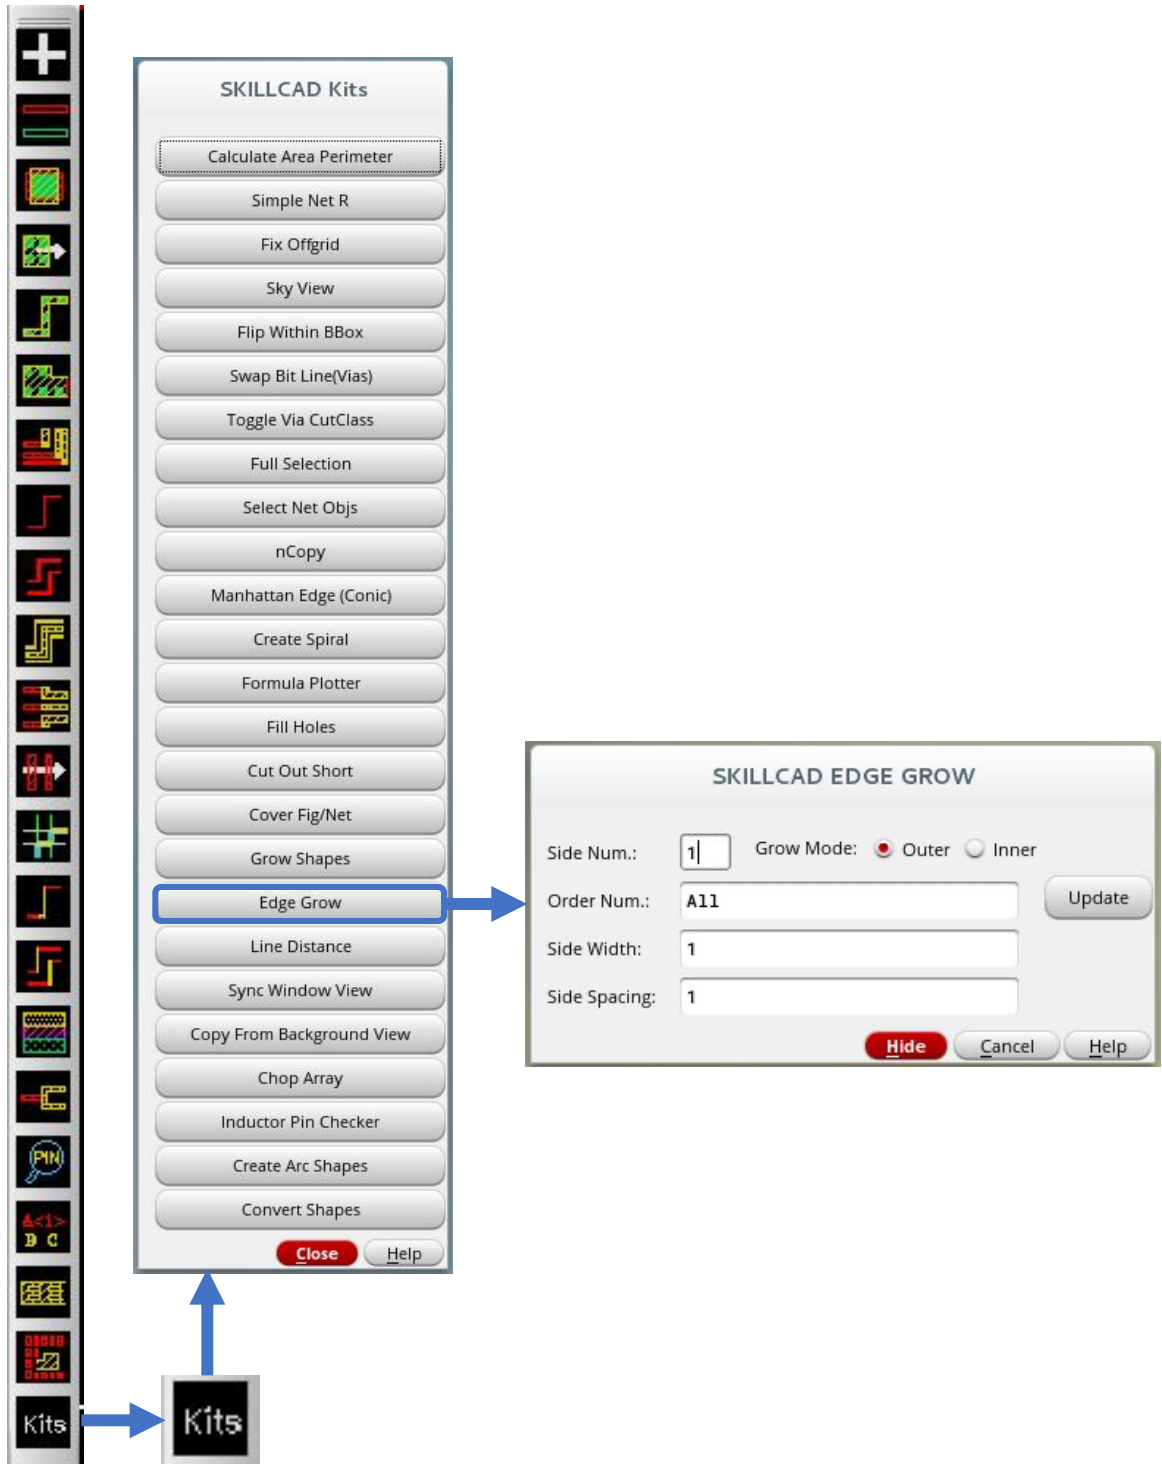 SKILLCAD Kits
Calculate Area Perimeter
Simple Net R
Fix Offgrid
Sky View
Flip Within BBox
Swap Bit Line(Vias)
Toggle Via CutClass
Full Selection
Select Net Objs
nCopy
Manhattan Edge (Conic)
Create Spiral
Formula Plotter
Fill Holes
Cut Out Short
Cover Fig/Net
Grow Shapes
Edge Grow
Line Distance
Sync Window View
Copy From Background View
Chop Array
Inductor Pin Checker
Create Arc Shapes
Convert Shapes
Close Help
SKILLCAD EDGE GROW
Side Num.: 1 Grow Mode: Outer Inner
Order Num.: All Update
Side Width: 1
Side Spacing: 1
Hide Cancel Help
PIN
A<1>
B C
Kits
Kits